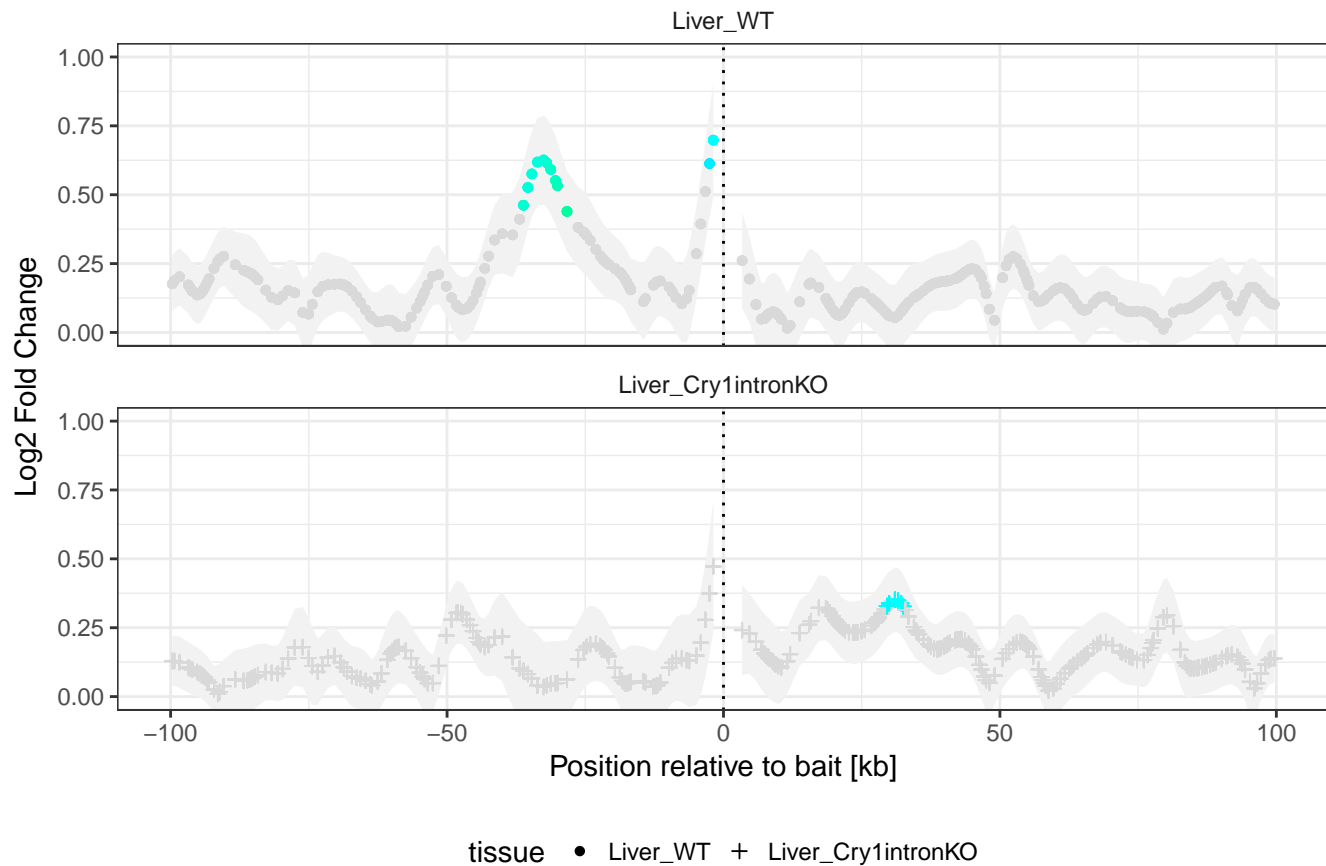 Liver_WT
1.00
0.75
0.50
0.25
0.00
Log2 Fold Change
Liver_Cry1intronKO
1.00
0.75
0.50
0.25
0.00
−100 −50 0 50 100
Position relative to bait [kb]
tissue Liver_WT Liver_Cry1intronKO